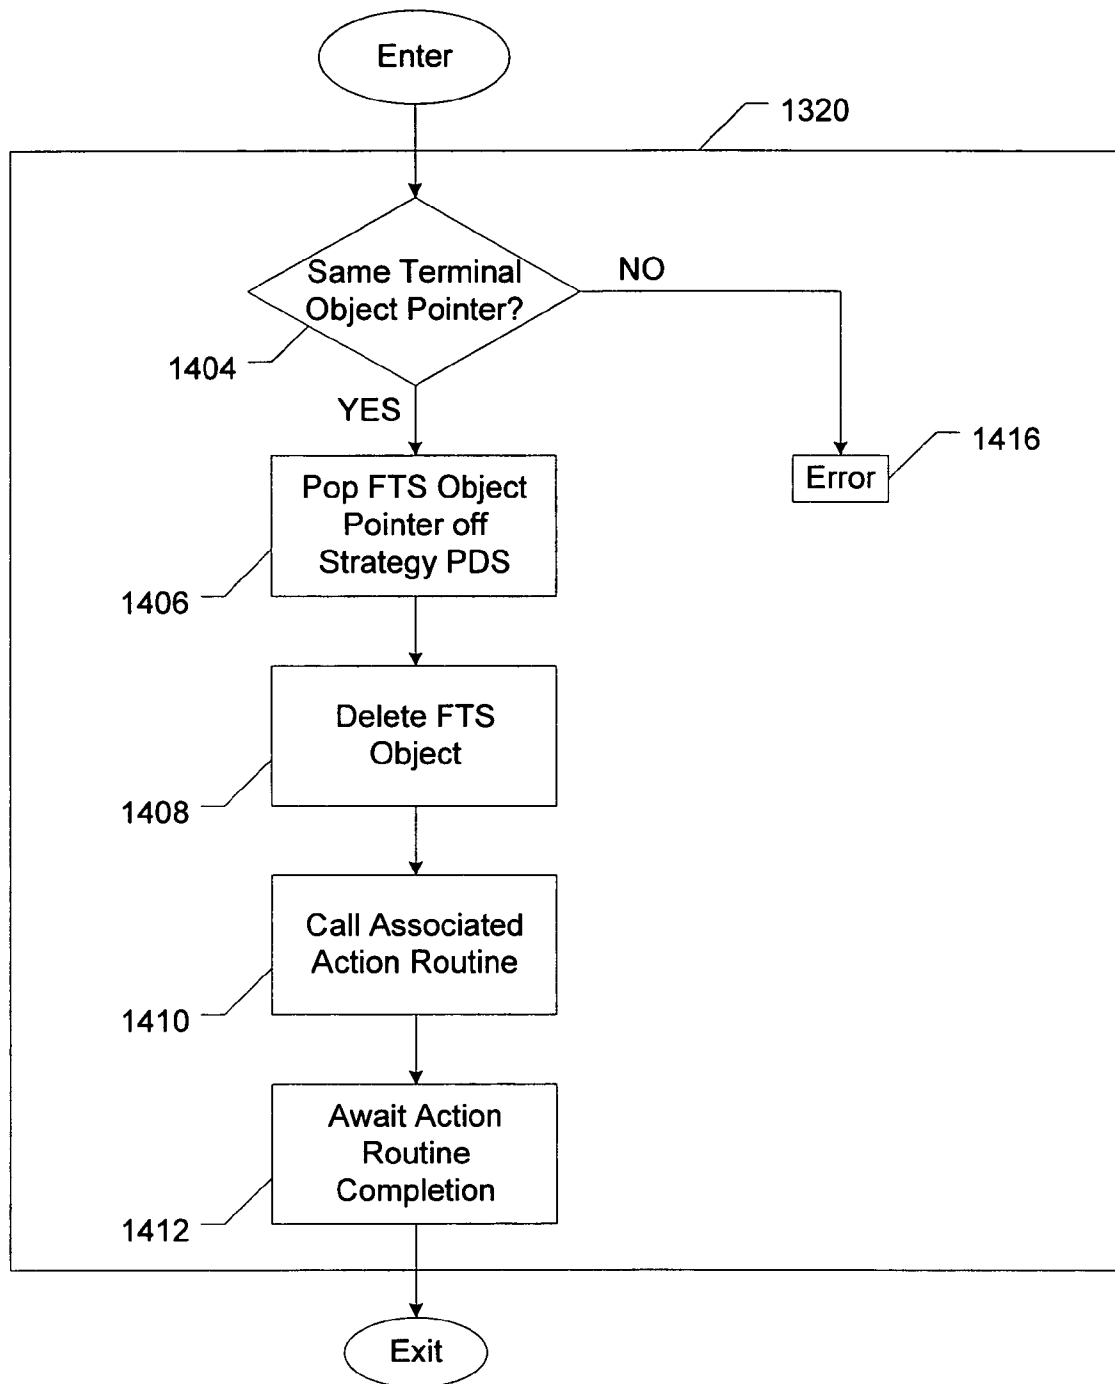 Enter
1320
Same Terminal
Object Pointer?
NO
1404
YES
1416
Error
Pop FTS Object
Pointer off
Strategy PDS
1406
Delete FTS
Object
1408
Call Associated
Action Routine
1410
Await Action
Routine
Completion
1412
Exit